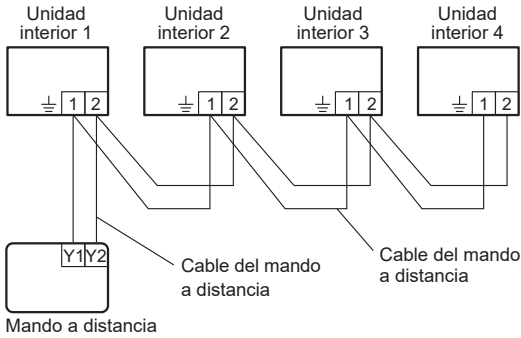 Unidad
interior 1
Unidad
interior 2
Unidad
interior 3
Unidad
interior 4
1 2
1 2
1 2
1 2
Y1 Y2
Cable del mando
a distancia
Cable del mando
a distancia
Mando a distancia